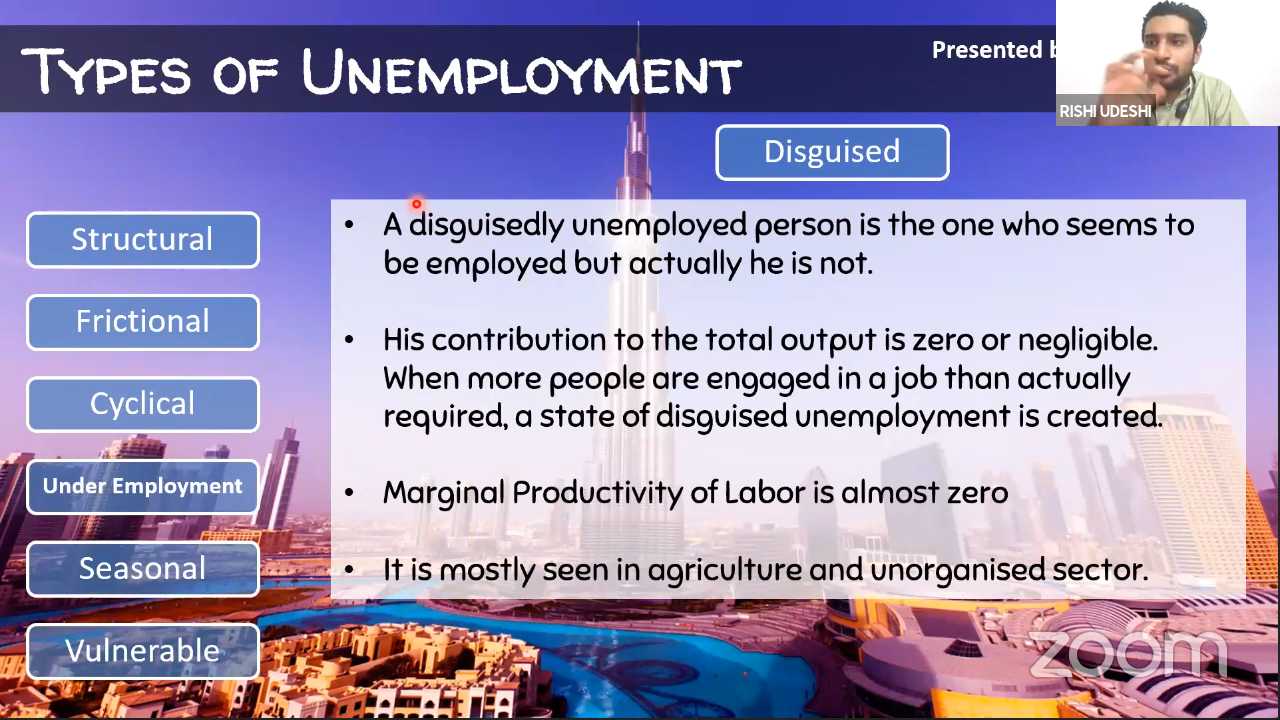 Types of Unemployment
Presented
RISHI UDESHI
Disguised
Structural
Frictional
Cyclical
Under Employment
Seasonal
Vulnerable
• A disguisedly unemployed person is the one who seems to
be employed but actually he is not.
• His contribution to the total output is zero or negligible.
When more people are engaged in a job than actually
required, a state of disguised unemployment is created.
• Marginal Productivity of Labor is almost zero
• It is mostly seen in agriculture and unorganised sector.
zoom